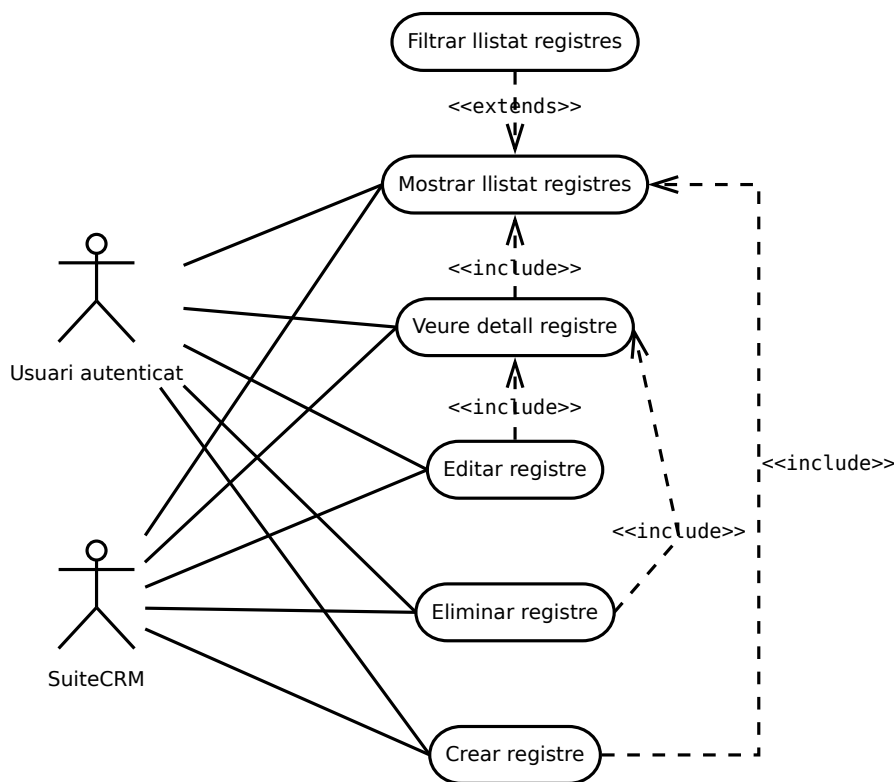 Filtrar llistat registres
<<extends>>
Mostrar llistat registres
<<include>>
Veure detall registre
Usuari autenticat
<<include>>
Editar registre
<<include>>
<<include>>
Eliminar registre
SuiteCRM
Crear registre